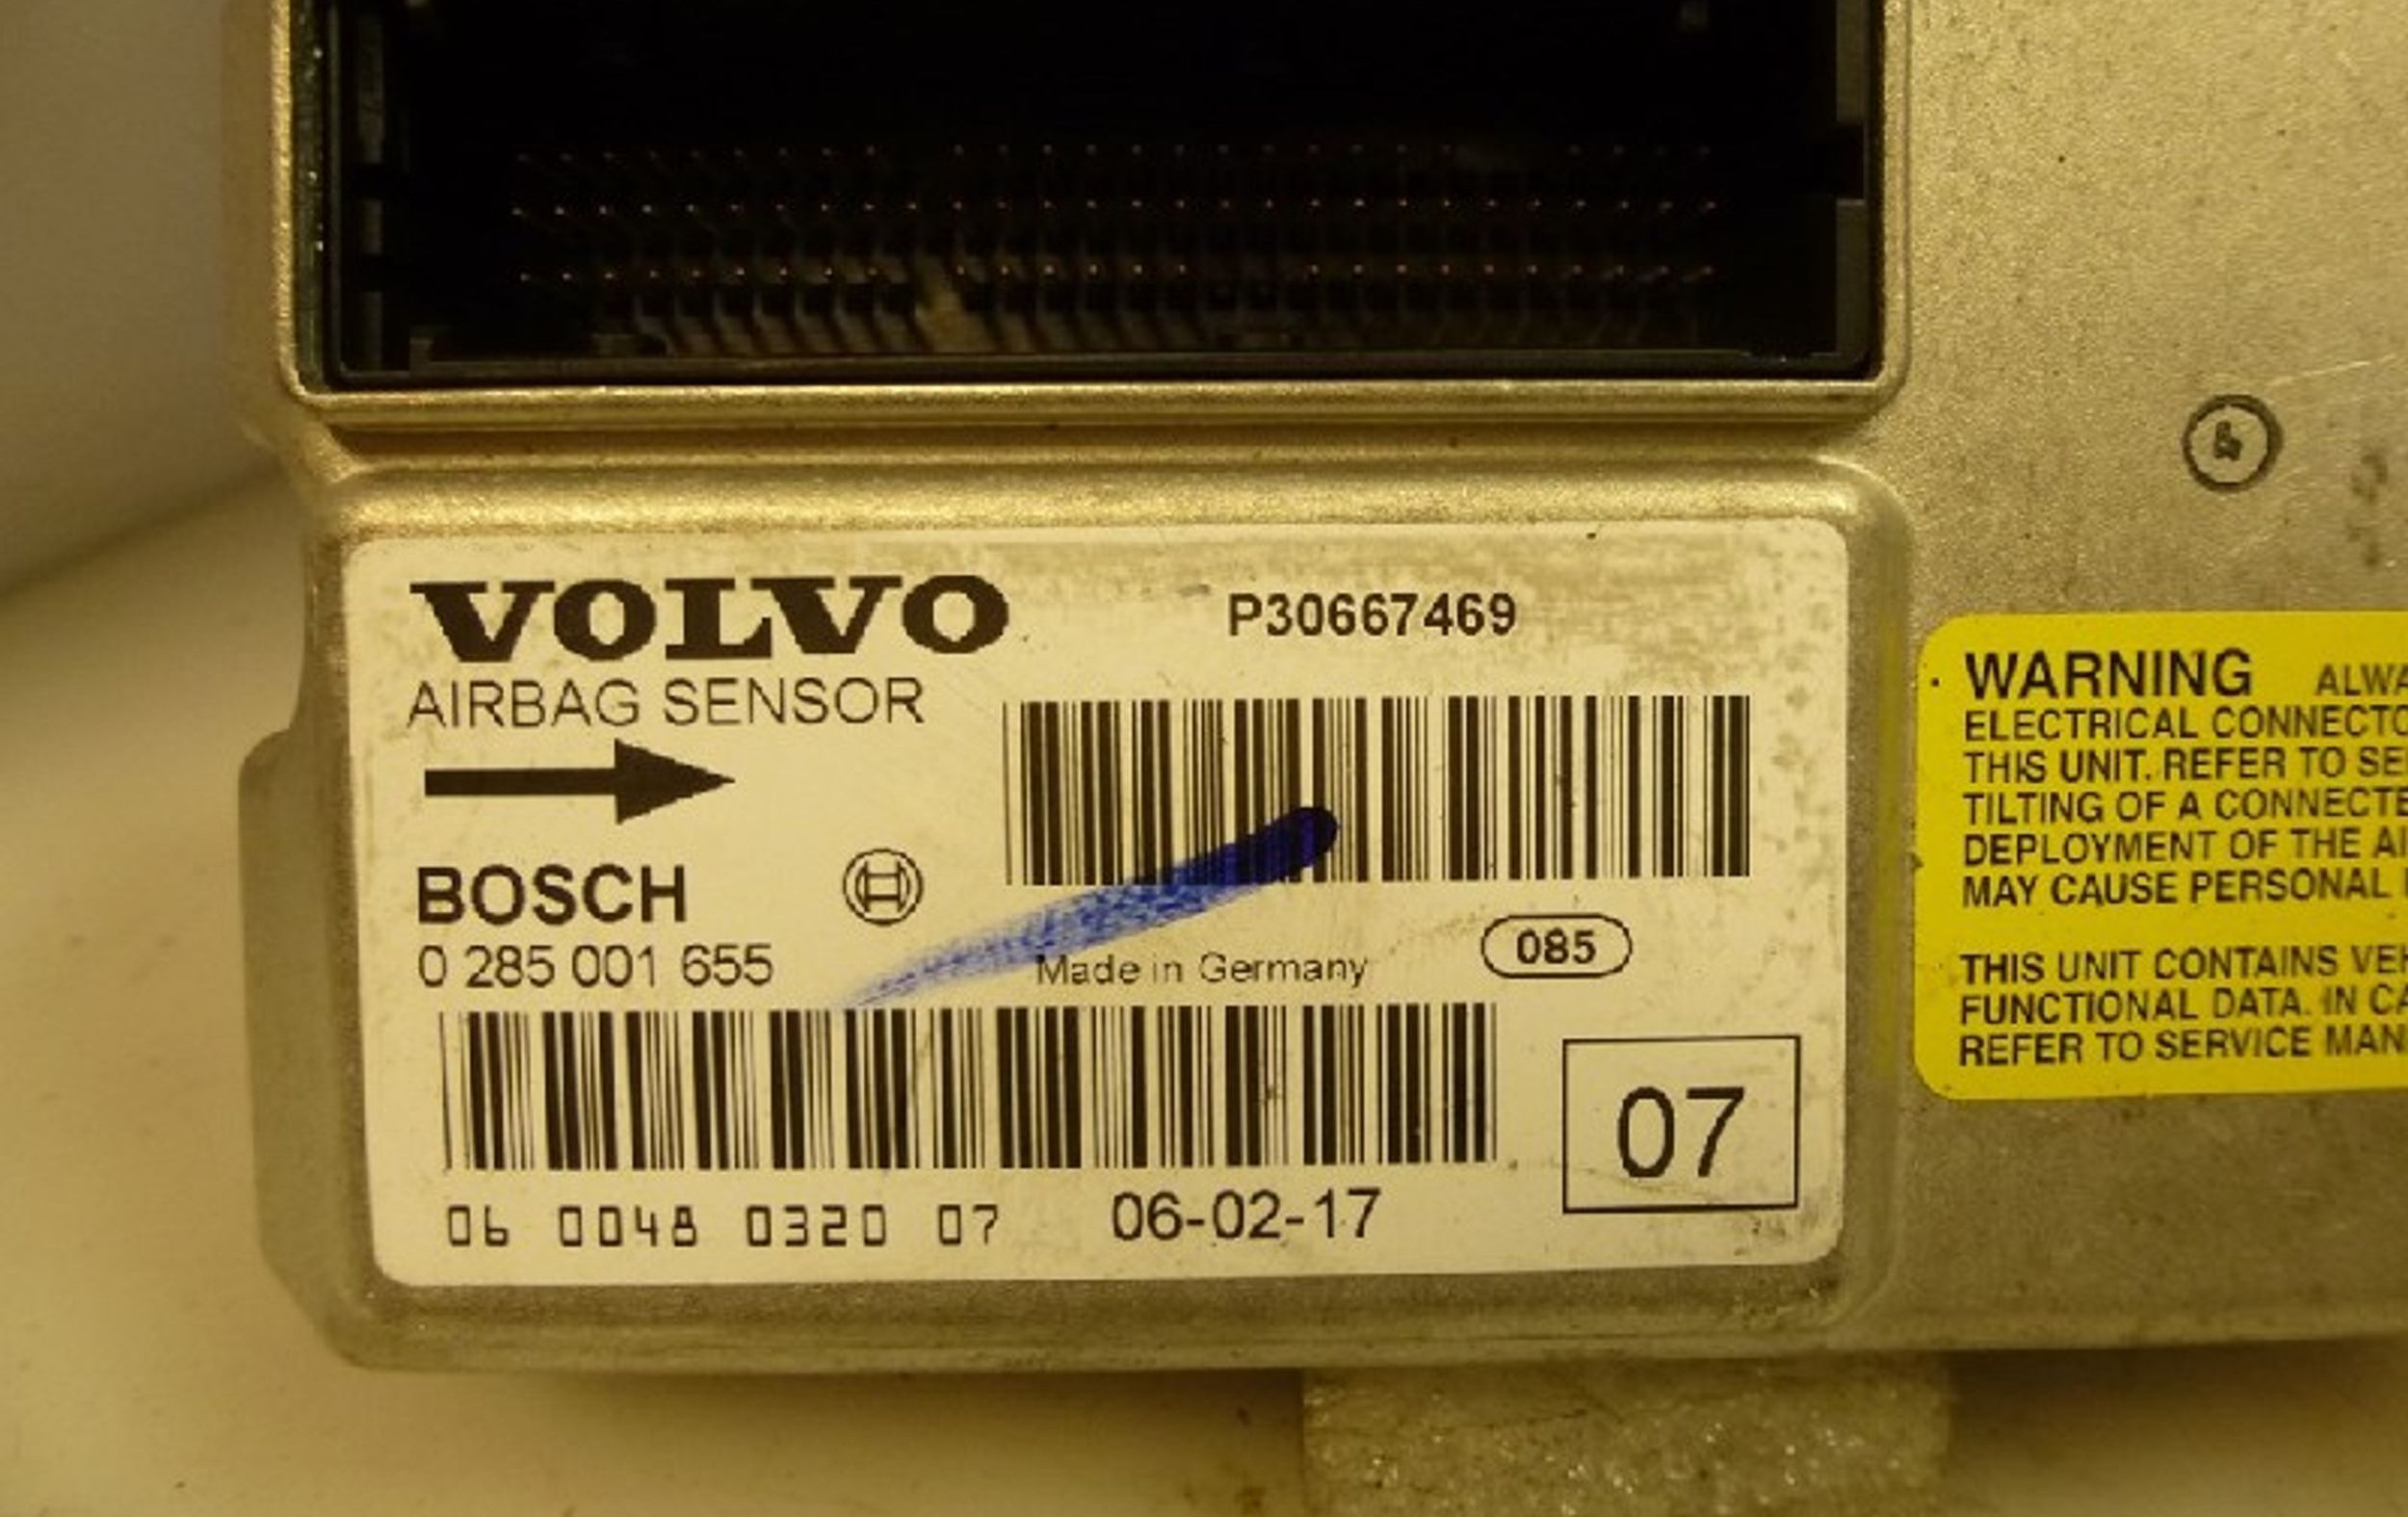 VOLVO
P30667469
AIRBAG SENSOR
BOSCH
0 285 001 655
Made in Germany
085
07
06 0048 0320 07
06-02-17
WARNING
ELECTRICAL
THIS UNIT. REFER TO
TILTING OF A
DEPLOYMENT OF THE
MAY CAUSE PERSONAL
THIS UNIT CONTAINS
FUNCTIONAL DATA. IN
REFER TO SERVICE